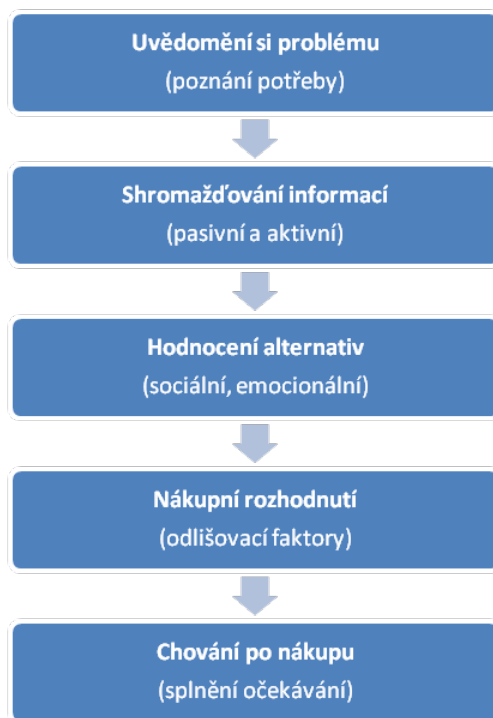 Uvědomění si problému
(poznání potřeby)
Shromažďování informací
(pasivní a aktivní)
Hodnocení alternativ
(sociální, emocionální)
Nákupní rozhodnutí
(odlišovací faktory)
Chování po nákupu
(splnění očekávání)